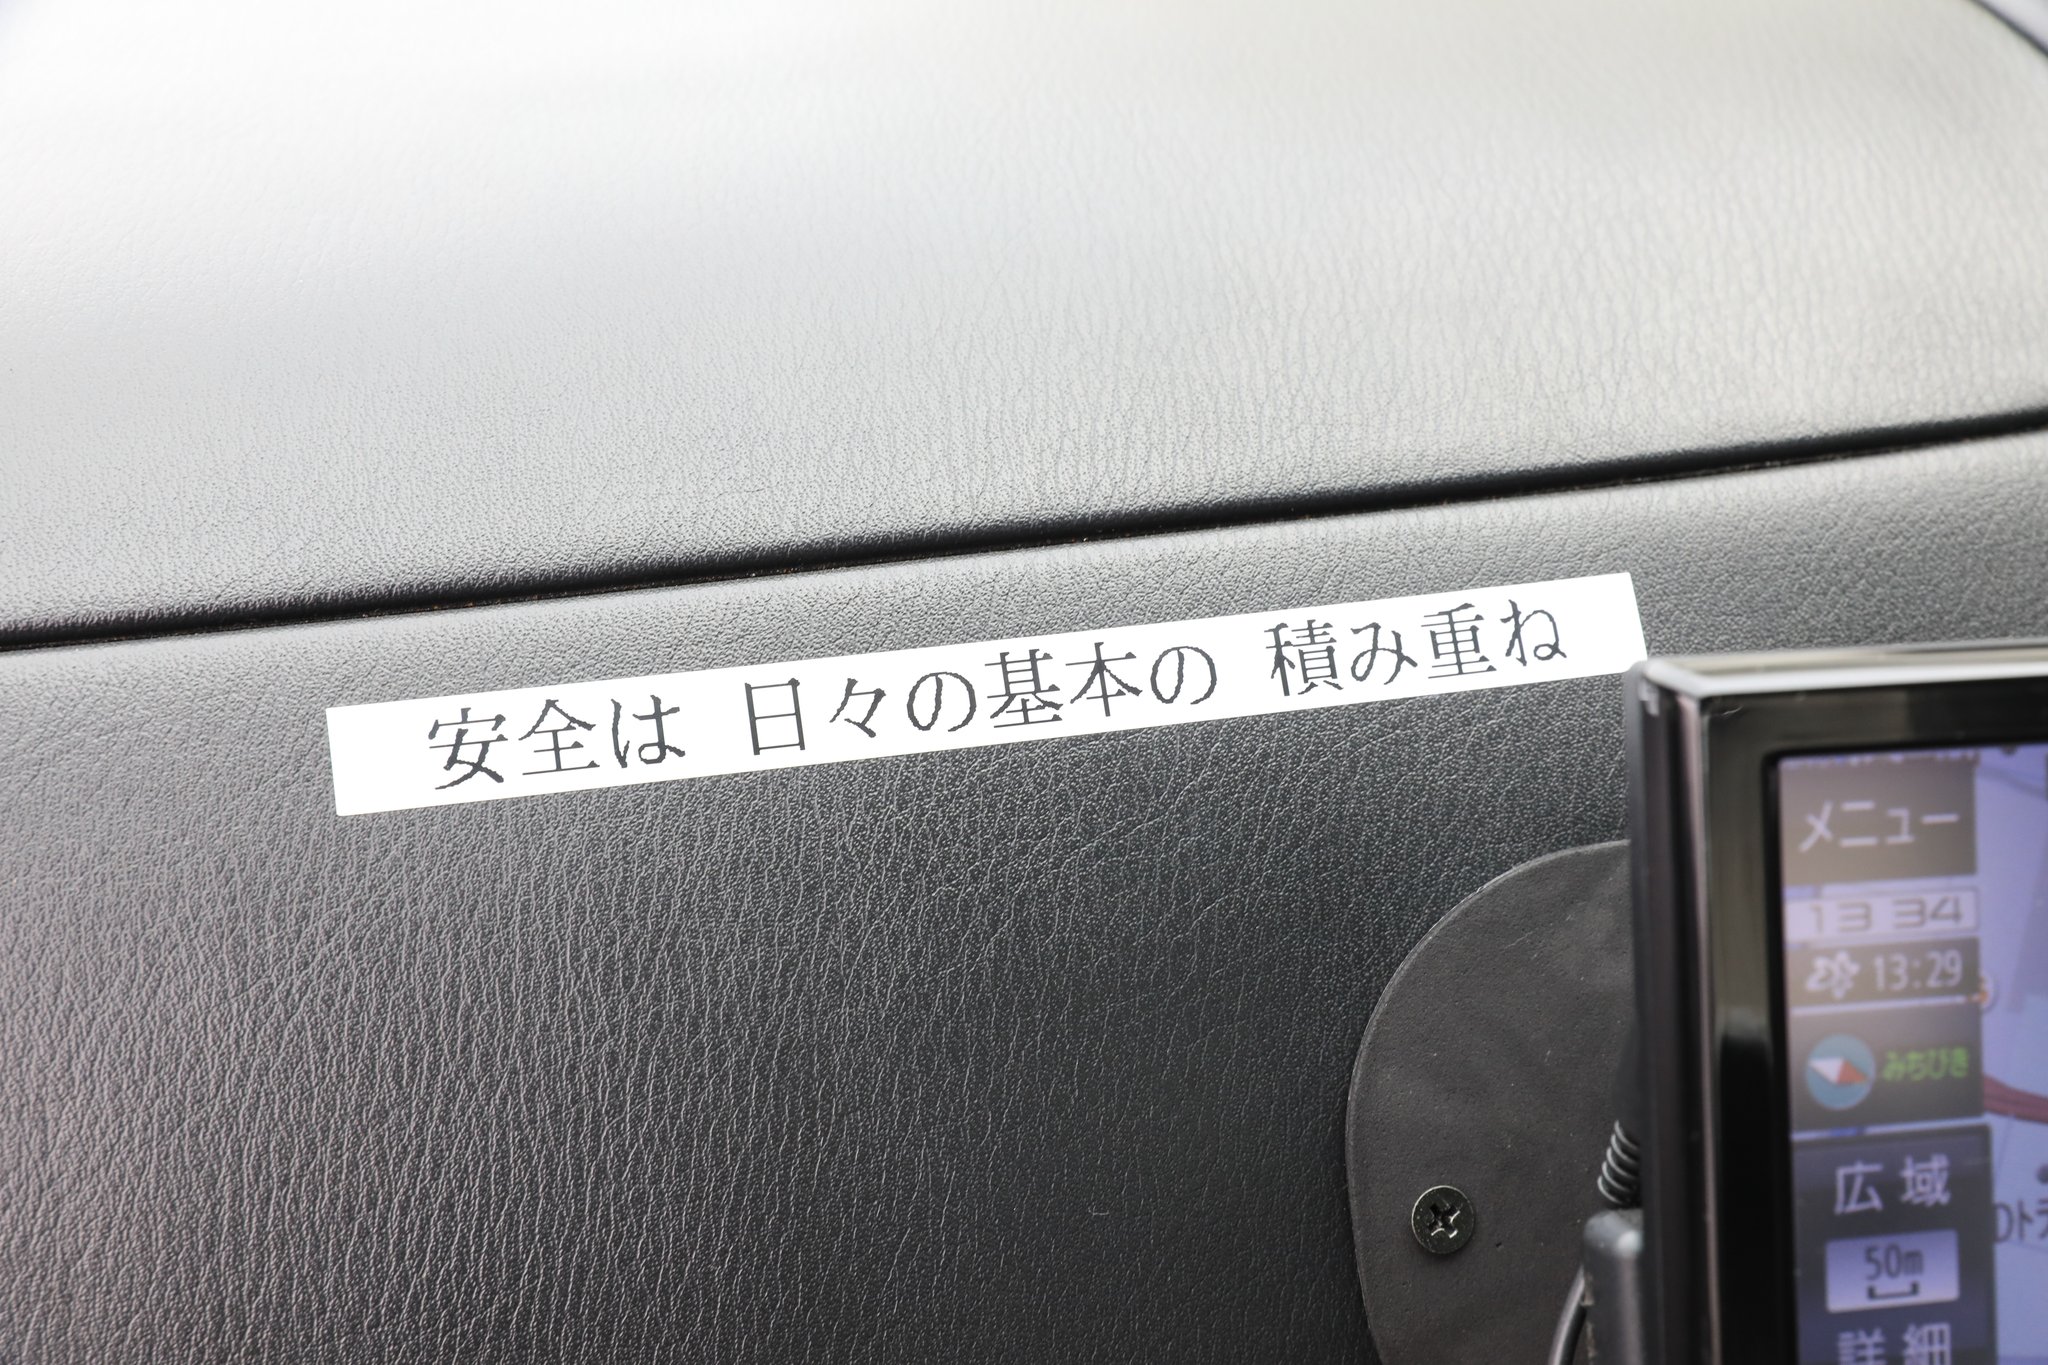 安全は 日々の基本の 積み重ね
メニュー
13 34
13:29
みちびき
広域
50m
詳細